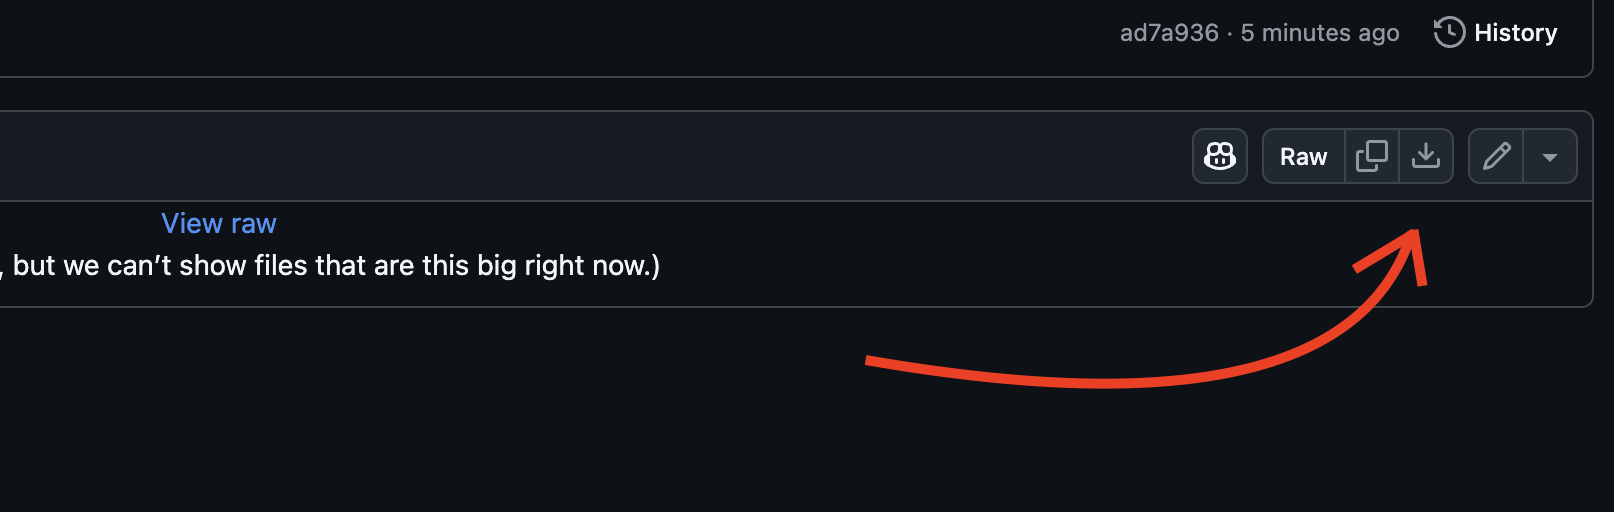 ad7a936 · 5 minutes ago History
Raw
View raw
, but we can’t show files that are this big right now.)